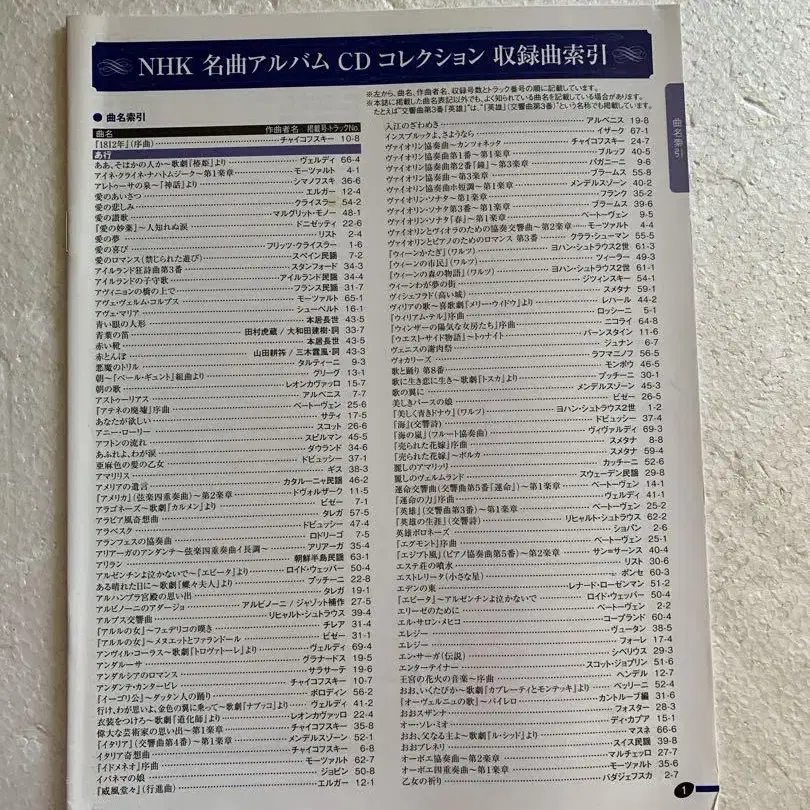 NHK 名曲アルバム CD コレクション 収録曲索引
※左から、曲名、作曲者名、収録号数とトラック番号の順に記載しています。
※本誌に掲載した曲名表記以外でも、よく知られている曲名を記載している場合があります。
たとえば“交響曲第3番「英雄」”は、“「英雄」(交響曲第3番)”という名称でも掲載しています。
曲名索引
● 曲名索引
曲名 作曲者名 掲載号-トラックNo.
「1812年」(序曲) チャイコフスキー 10-8
あ行
ああ、そはかの人か~歌劇『椿姫』より ヴェルディ 66-4
アイネ・クライネ・ナハトムジーク~第1楽章 モーツァルト 4-1
アレトゥーサの泉~「神話」より シマノフスキ 36-6
愛のあいさつ エルガー 12-4
愛の悲しみ クライスラー 54-2
愛の讃歌 マルグリット・モノー 48-1
『愛の妙薬』~人知れぬ涙 ドニゼッティ 22-6
愛の夢 リスト 2-4
愛の喜び フリッツ・クライスラー 1-6
愛のロマンス(禁じられた遊び) スペイン民謡 7-2
アイルランド狂詩曲第3番 スタンフォード 34-3
アイルランドの子守歌 アイルランド民謡 34-4
アヴィニョンの橋の上で フランス民謡 31-7
アヴェ・ヴェルム・コルプス モーツァルト 65-1
アヴェ・マリア シューベルト 16-1
青い眼の人形 本居長世 43-5
青葉の笛 田村虎蔵 / 大和田建樹・詞 33-7
赤い靴 本居長世 43-3
赤とんぼ 山田耕筰 / 三木露風・詞 43-3
悪魔のトリル タルティーニ 9-3
朝~『ペール・ギュント』組曲より グリーグ 13-1
朝の歌 レオンカヴァッロ 15-7
アストゥーリアス アルベニス 7-7
『アテネの廃墟』序曲 ベートーヴェン 25-6
あなたが欲しい サティ 17-5
アニー・ローリー スコット 26-6
アフトンの流れ スピルマン 45-5
あふれよ、わが涙 ダウランド 34-6
亜麻色の髪の乙女 ドビュッシー 37-1
アマリリス ギス 38-3
アメリアの遺言 カタルーニャ民謡 46-2
「アメリカ」(弦楽四重奏曲)~第2楽章 ドヴォルザーク 11-5
アラゴネーズ~歌劇『カルメン』より ビゼー 7-1
アラビア風奇想曲 タレガ 57-5
アラベスク ドビュッシー 47-4
アランフェスの協奏曲 ロドリーゴ 7-5
アリアーガのアンダンテ~弦楽四重奏曲イ長調~ アリアーガ 35-4
アリラン 朝鮮半島民謡 63-1
アルゼンチンよ泣かないで~『エビータ』より ロイド・ウェッバー 50-4
ある晴れた日に~歌劇『蝶々夫人』より プッチーニ 22-8
アルハンブラ宮殿の思い出 タレガ 19-1
アルビノーニのアダージョ アルビノーニ / ジャゾット補作 27-5
アルプス交響曲 リヒャルト・シュトラウス 39-4
『アルルの女』~フェデリコの嘆き チレア 31-4
『アルルの女』~メヌエットとファランドール ビゼー 31-1
アンヴィル・コーラス~歌劇『トロヴァトーレ』より ヴェルディ 69-4
アンダルーサ グラナードス 19-5
アンダルシアのロマンス サラサーテ 19-6
アンダンテ・カンタービレ チャイコフスキー 10-7
『イーゴリ公』~ダッタン人の踊り ボロディン 56-2
行け、わが思いよ、金色の翼に乗って~歌劇『ナブッコ』より ヴェルディ 41-2
衣装をつけろ~歌劇『道化師』より レオンカヴァッロ 22-4
偉大な芸術家の思い出~第1楽章 チャイコフスキー 35-8
「イタリア」(交響曲第4番)~第1楽章 メンデルスゾーン 52-1
イタリア奇想曲 チャイコフスキー 6-8
『イドメネオ』序曲 モーツァルト 62-7
イパネマの娘 ジョビン 50-8
「威風堂々」(行進曲) エルガー 12-1
入江のざわめき アルベニス 19-8
インスブルックよ、さようなら イザーク 67-1
ヴァイオリン協奏曲~カンツォネッタ チャイコフスキー 24-7
ヴァイオリン協奏曲第1番~第1楽章 ブルッフ 40-5
ヴァイオリン協奏曲第2番「鐘」~第3楽章 パガニーニ 9-6
ヴァイオリン協奏曲~第3楽章 ブラームス 55-8
ヴァイオリン協奏曲ホ短調~第1楽章 メンデルスゾーン 40-2
ヴァイオリン・ソナタ~第1楽章 フランク 35-2
ヴァイオリン・ソナタ第3番~第1楽章 ブラームス 39-6
ヴァイオリン・ソナタ「春」~第1楽章 ベートーヴェン 9-5
ヴァイオリンとヴィオラのための協奏交響曲~第2楽章 モーツァルト 4-4
ヴァイオリンとピアノのためのロマンス 第3番 クララ・シューマン 55-5
「ウィーンかたぎ」(ワルツ) ヨハン・シュトラウス2世 61-3
「ウィーンの市民」(ワルツ) ツィーラー 49-3
「ウィーンの森の物語」(ワルツ) ヨハン・シュトラウス2世 61-1
ウィーンわが夢の街 ジツィンスキー 54-1
ヴィシェフラド(高い城) スメタナ 59-1
ヴィリアの歌~喜歌劇『メリー・ウィドウ』より レハール 44-2
『ウィリアム・テル』序曲 ロッシーニ 5-1
『ウィンザーの陽気な女房たち』序曲 ニコライ 64-8
『ウエスト・サイド物語』~トゥナイト バーンスタイン 11-6
ヴェニスの謝肉祭 ジュナン 6-7
ヴォカリーズ ラフマニノフ 56-5
歌と踊り 第8番 モンポウ 46-5
歌に生き恋に生き~歌劇『トスカ』より プッチーニ 30-1
歌の翼に メンデルスゾーン 45-3
美しきパースの娘 ビゼー 26-5
「美しく青きドナウ」(ワルツ) ヨハン・シュトラウス2世 1-2
「海」(交響詩) ドビュッシー 37-4
「海の嵐」(フルート協奏曲) ヴィヴァルディ 69-3
『売られた花嫁』序曲 スメタナ 8-8
『売られた花嫁』~ポルカ スメタナ 59-4
麗しのアマリッリ カッチーニ 52-6
麗しのヴェルムランド スウェーデン民謡 29-8
運命交響曲(交響曲第5番「運命」)~第1楽章 ベートーヴェン 14-1
『運命の力』序曲 ヴェルディ 41-1
「英雄」(交響曲第3番)~第1楽章 ベートーヴェン 25-2
「英雄の生涯」(交響詩) リヒャルト・シュトラウス 62-2
英雄ポロネーズ ショパン 2-6
『エグモント』序曲 ベートーヴェン 25-1
「エジプト風」(ピアノ協奏曲第5番)~第2楽章 サン=サーンス 40-4
エステ荘の噴水 リスト 30-6
エストレリータ(小さな星) ポンセ 60-3
エデンの東 レナード・ローゼンマン 51-2
『エビータ』~アルゼンチンよ泣かないで ロイド・ウェッバー 50-4
エリーゼのために ベートーヴェン 2-2
エル・サロン・メヒコ コープランド 60-4
エレジー ヴュータン 38-5
エレジー フォーレ 17-4
エン・サーガ(伝説) シベリウス 29-3
エンターテイナー スコット・ジョプリン 51-6
王宮の花火の音楽~序曲 ヘンデル 12-7
おお、いくたびか~歌劇『カプレーティとモンテッキ』より ベッリーニ 52-4
『オーヴェルニュの歌』~バイレロ カントルーブ編 31-6
おおスザンナ フォスター 28-3
オー・ソレ・ミオ ディ・カプア 15-1
おお、父なる主よ~歌劇『ル・シッド』より マスネ 66-6
おおブレネリ スイス民謡 39-8
オーボエ協奏曲~第1楽章 マルチェッロ 27-7
オーボエ四重奏曲~第1楽章 モーツァルト 35-6
乙女の祈り バダジェフスカ 2-7
1